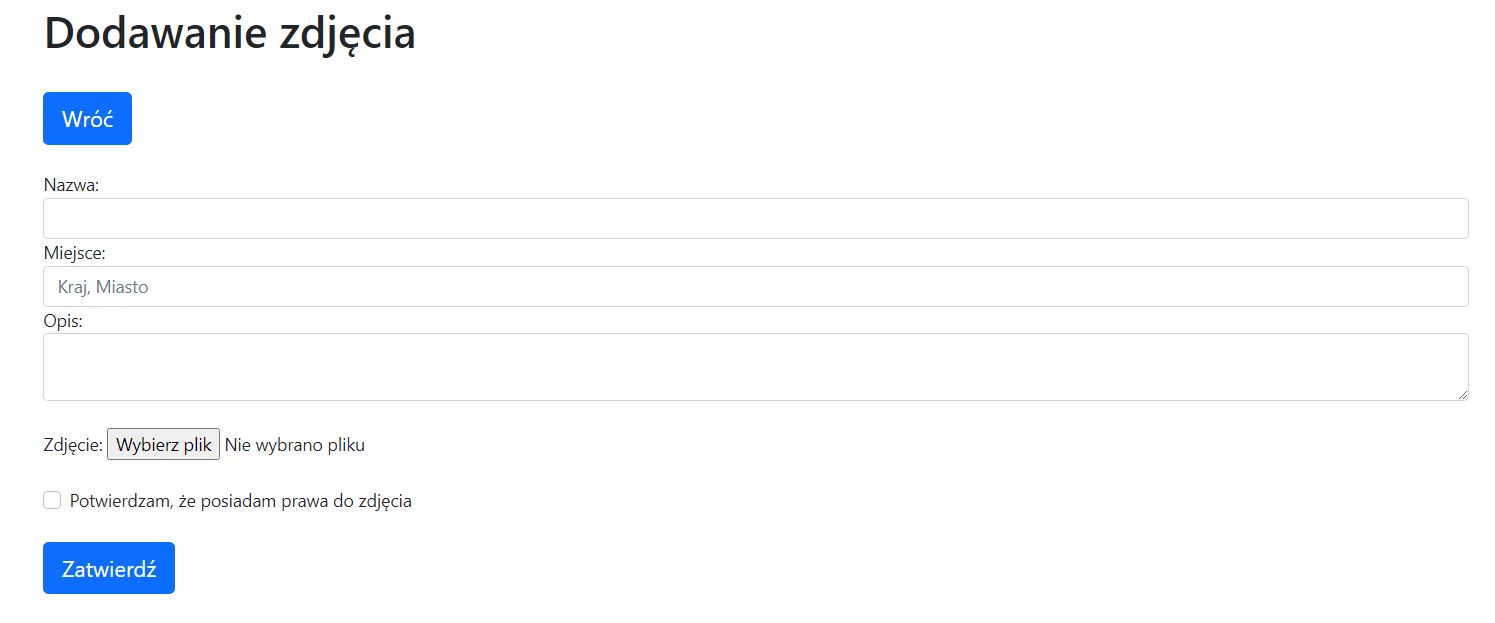 Dodawanie zdjęcia
Wróć
Nazwa:
Miejsce:
Kraj, Miasto
Opis:
Zdjęcie: Wybierz plik Nie wybrano pliku
Potwierdzam, że posiadam prawa do zdjęcia
Zatwierdź